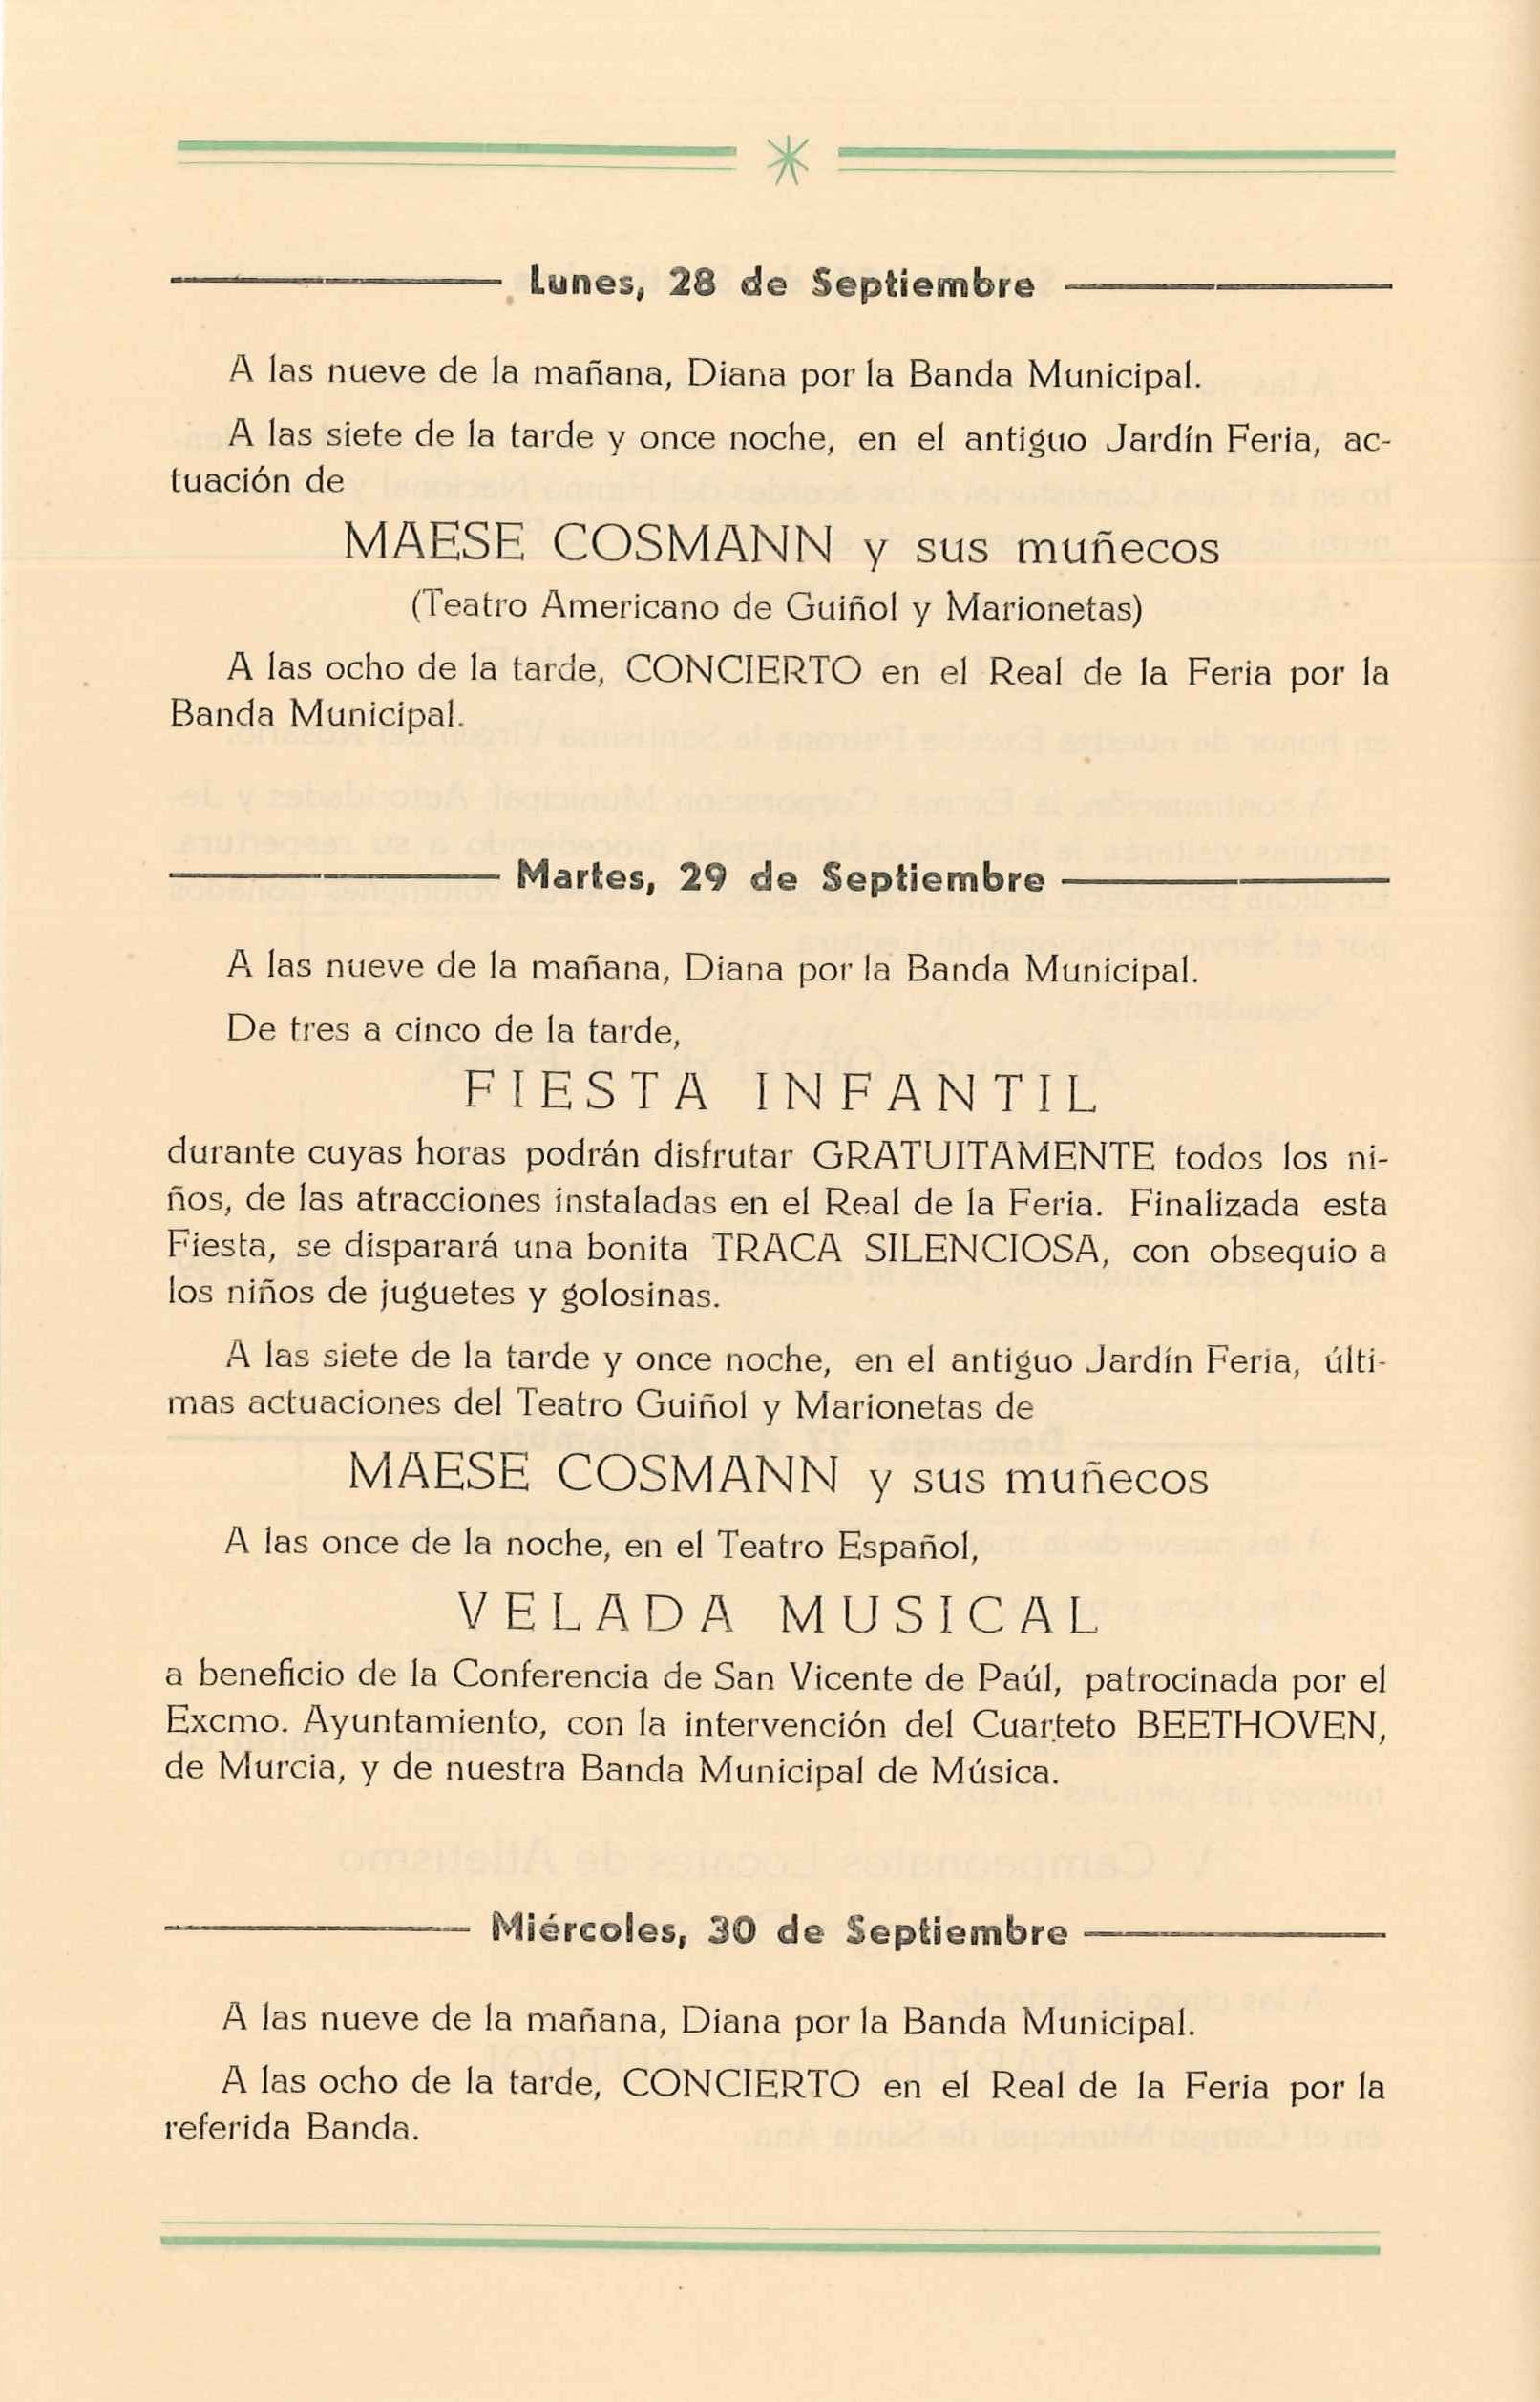 Lunes, 28 de Septiembre
A las nueve de la mañana, Diana por la Banda Municipal.
A las siete de la tarde y once noche, en el antiguo Jardín Feria, ac-
tuación de
MAESE COSMANN y sus muñecos
(Teatro Americano de Guiñol y Marionetas)
A las ocho de la tarde, CONCIERTO en el Real de la Feria por la
Banda Municipal.
Martes, 29 de Septiembre
A las nueve de la mañana, Diana por la Banda Municipal.
De tres a cinco de la tarde,
FIESTA INFANTIL
durante cuyas horas podrán disfrutar GRATUITAMENTE todos los ni-
ños, de las atracciones instaladas en el Real de la Feria. Finalizada esta
Fiesta, se disparará una bonita TRACA SILENCIOSA, con obsequio a
los niños de juguetes y golosinas.
A las siete de la tarde y once noche, en el antiguo Jardín Feria, últi-
mas actuaciones del Teatro Guiñol y Marionetas de
MAESE COSMANN y sus muñecos
A las once de la noche, en el Teatro Español,
VELADA MUSICAL
a beneficio de la Conferencia de San Vicente de Paúl, patrocinada por el
Excmo. Ayuntamiento, con la intervención del Cuarteto BEETHOVEN,
de Murcia, y de nuestra Banda Municipal de Música.
Miércoles, 30 de Septiembre
A las nueve de la mañana, Diana por la Banda Municipal.
A las ocho de la tarde, CONCIERTO en el Real de la Feria por la
referida Banda.